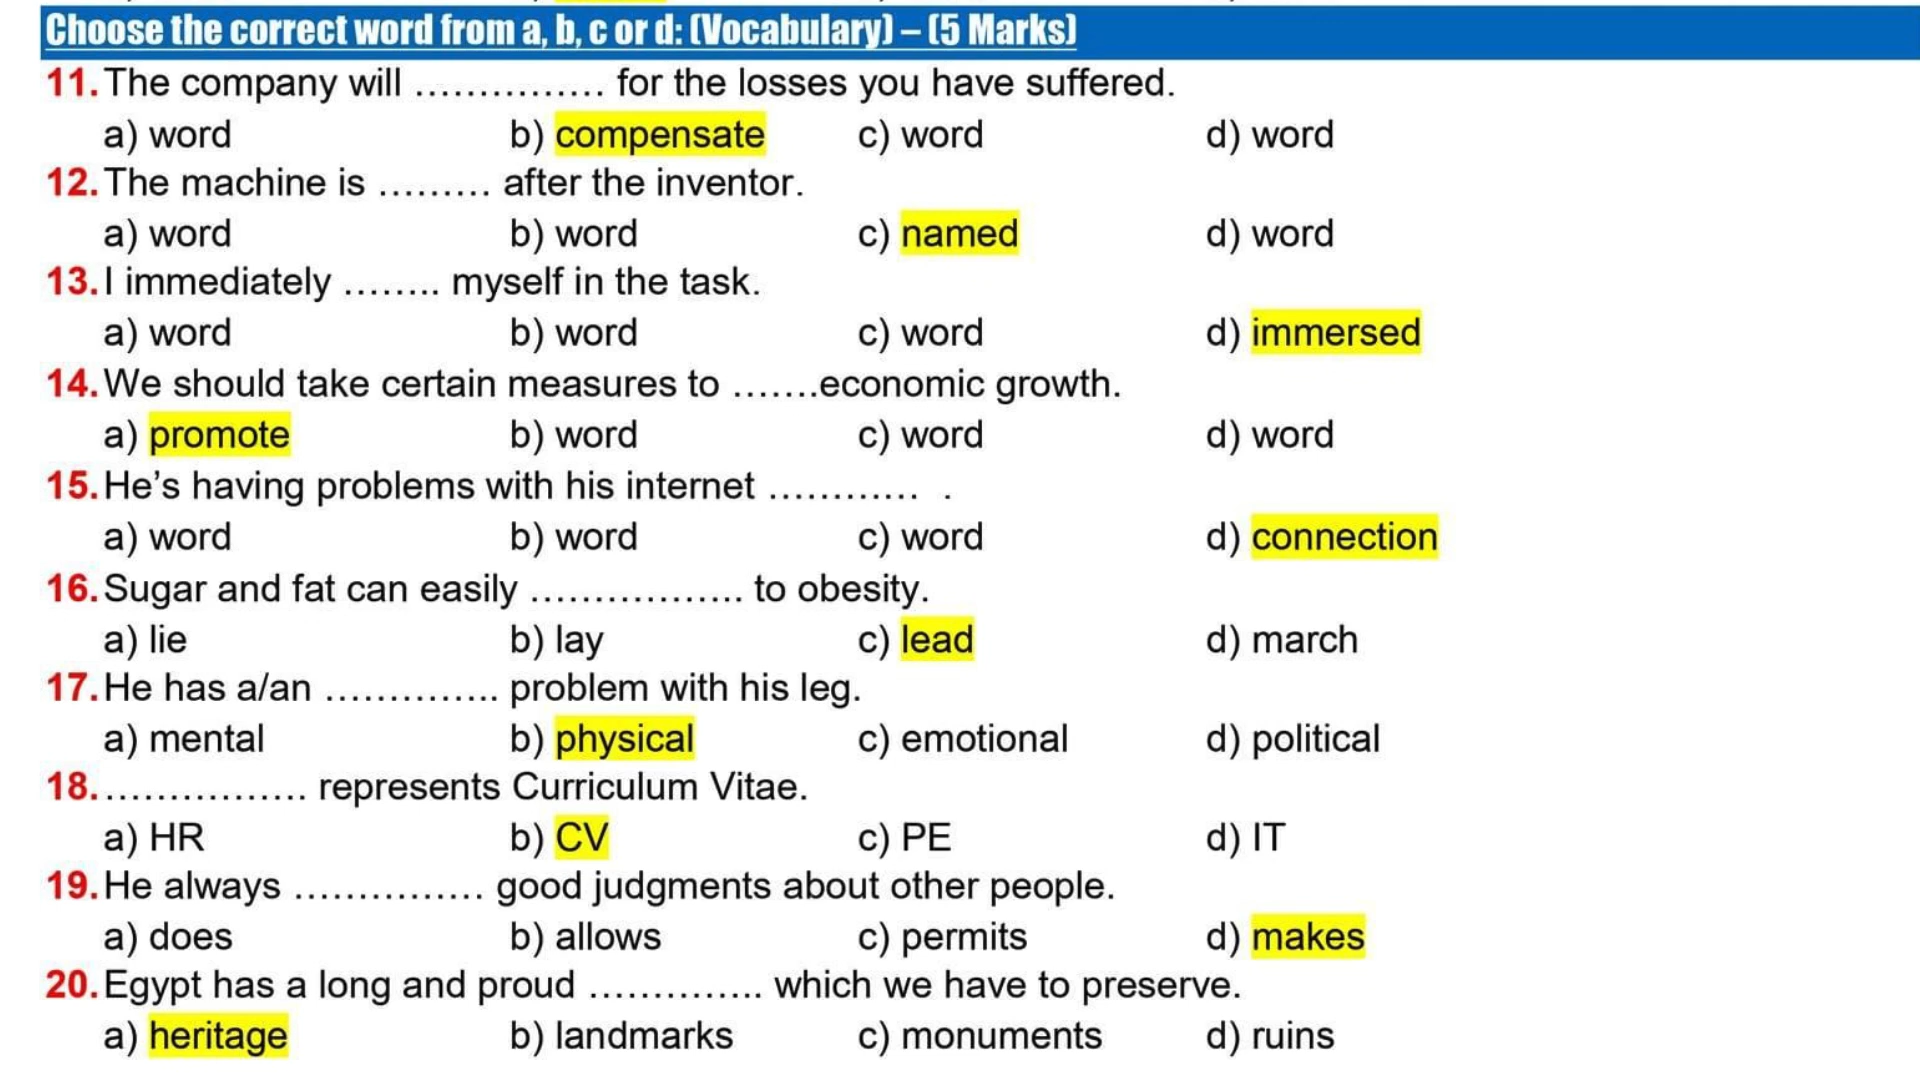 Choose the correct word from a, b, c or d: (Vocabulary) – (5 Marks)
11. The company will …………… for the losses you have suffered.
a) word b) compensate c) word d) word
12. The machine is ……… after the inventor.
a) word b) word c) named d) word
13. I immediately …….. myself in the task.
a) word b) word c) word d) immersed
14. We should take certain measures to …….economic growth.
a) promote b) word c) word d) word
15. He’s having problems with his internet ………… .
a) word b) word c) word d) connection
16. Sugar and fat can easily …………….. to obesity.
a) lie b) lay c) lead d) march
17. He has a/an ………….. problem with his leg.
a) mental b) physical c) emotional d) political
18. ……………. represents Curriculum Vitae.
a) HR b) CV c) PE d) IT
19. He always …………… good judgments about other people.
a) does b) allows c) permits d) makes
20. Egypt has a long and proud ………….. which we have to preserve.
a) heritage b) landmarks c) monuments d) ruins